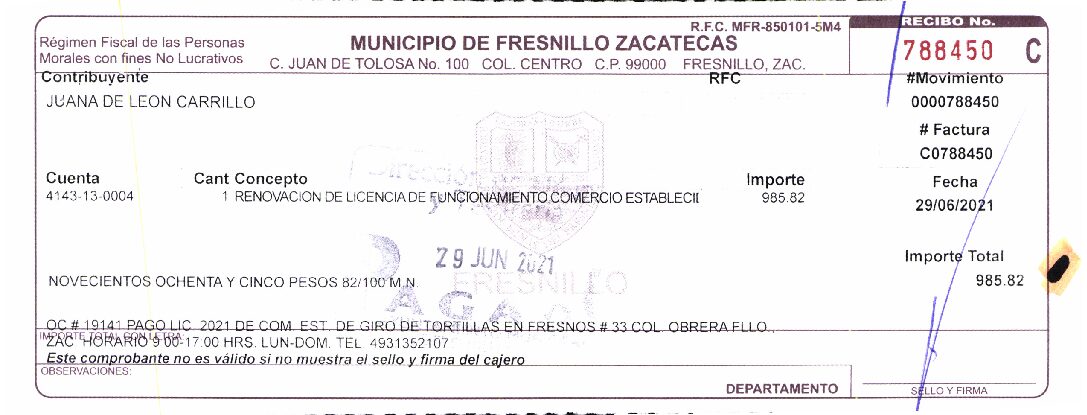 R.F.C. MFR-850101-5M4
RECIBO No.
Régimen Fiscal de las Personas
Morales con fines No Lucrativos
MUNICIPIO DE FRESNILLO ZACATECAS
C. JUAN DE TOLOSA No. 100 COL. CENTRO C.P. 99000 FRESNILLO, ZAC.
788450 C
Contribuyente
RFC
#Movimiento
JUANA DE LEON CARRILLO
0000788450
# Factura
C0788450
Dirección
Cuenta Cant Concepto Importe
Fecha
4143-13-0004 1 RENOVACION DE LICENCIA DE FUNCIONAMIENTO COMERCIO ESTABLECI 985.82
29/06/2021
29 JUN 2021
Importe Total
985.82
NOVECIENTOS OCHENTA Y CINCO PESOS 82/100 M.N.
FRESNILLO
OC # 19141 PAGO LIC. 2021 DE COM. EST. DE GIRO DE TORTILLAS EN FRESNOS # 33 COL. OBRERA FLLO.,
IMPORTE TOTAL CON LETRA:
ZAC HORARIO 9:00-17:00 HRS. LUN-DOM. TEL 4931352107
Este comprobante no es válido si no muestra el sello y firma del cajero
OBSERVACIONES:
DEPARTAMENTO
SELLO Y FIRMA